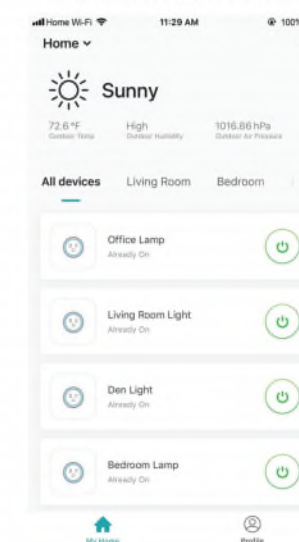 Home Wi-Fi 11:29 AM 100%
Home
Sunny
72.6 °F High 1016.86 hPa
Outdoor Temp Outdoor Humidity Outdoor Air Pressure
All devices Living Room Bedroom
Office Lamp
Already On
Living Room Light
Already On
Den Light
Already On
Bedroom Lamp
Already On
My Home Profile